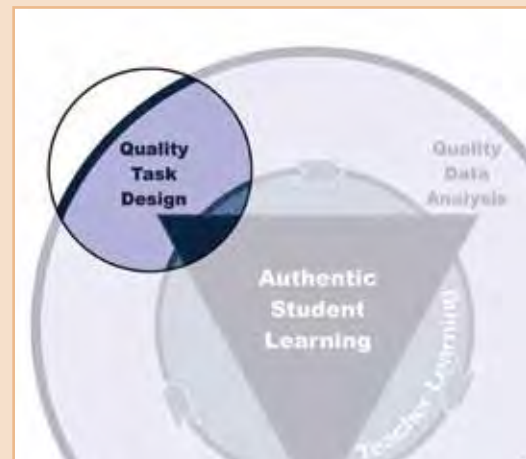 Quality
Task
Design
Quality
Data
Analysis
Authentic
Student
Learning
Teacher Learning